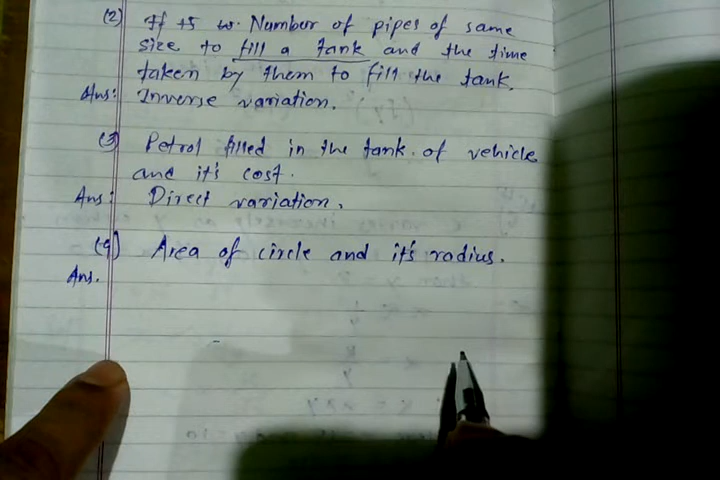 (2) If it is Number of pipes of same
size to fill a tank and the time
taken by them to fill the tank.
Ans: Inverse variation.
(3) Petrol filled in the tank of vehicle
and it's cost.
Ans: Direct variation.
(4) Area of circle and it's radius.
Ans.